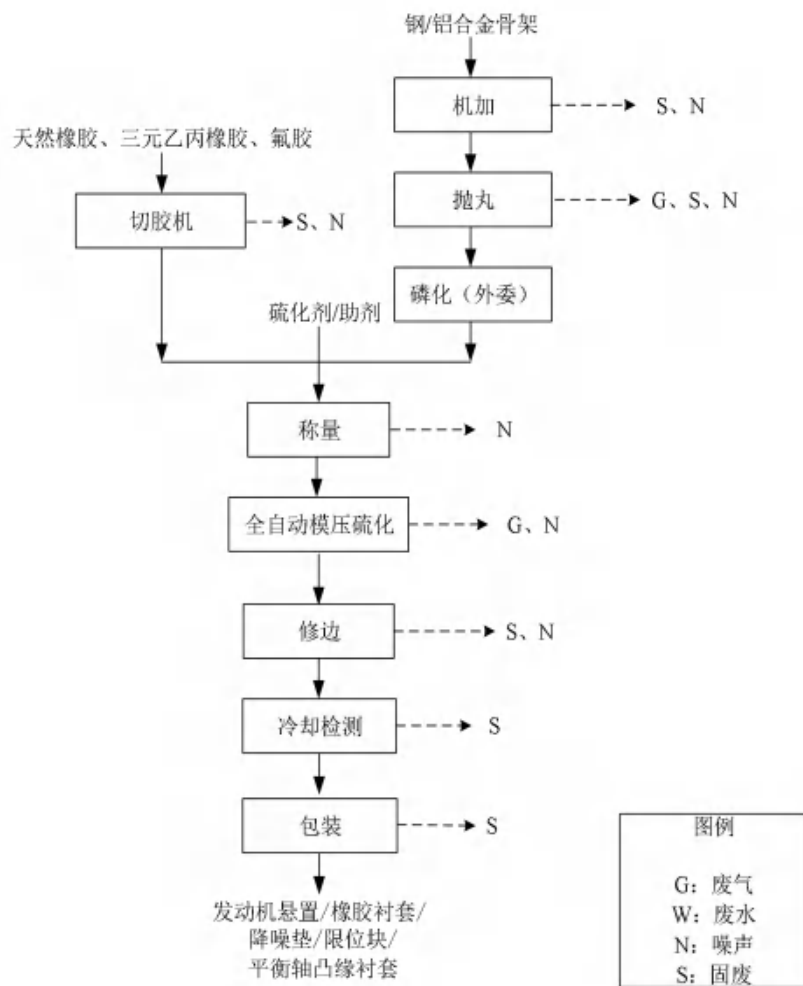 钢/铝合金骨架
机加
S、N
天然橡胶、三元乙丙橡胶、氟胶
抛丸
G、S、N
切胶机
S、N
磷化（外委）
硫化剂/助剂
称量
N
全自动模压硫化
G、N
修边
S、N
冷却检测
S
包装
S
发动机悬置/橡胶衬套/
降噪垫/限位块/
平衡轴凸缘衬套
图例
G：废气
W：废水
N：噪声
S：固废